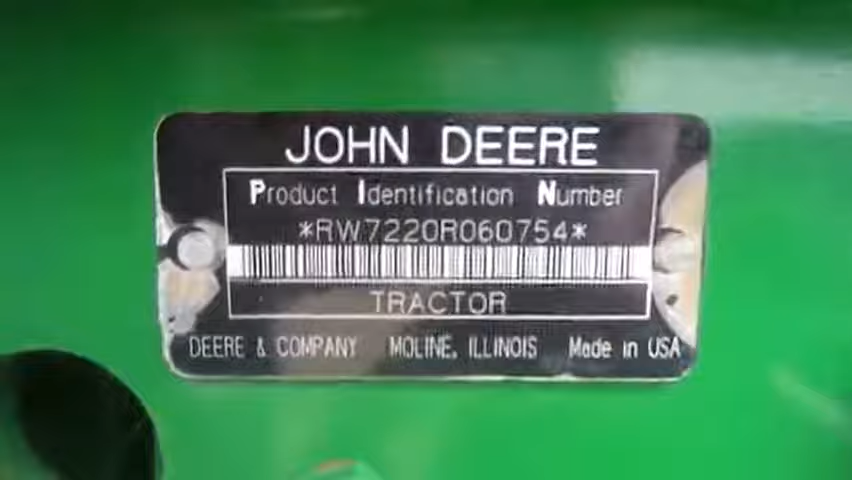 JOHN DEERE
Product Identification Number
*RW7220R060754*
TRACTOR
DEERE & COMPANY MOLINE, ILLINOIS Made in USA